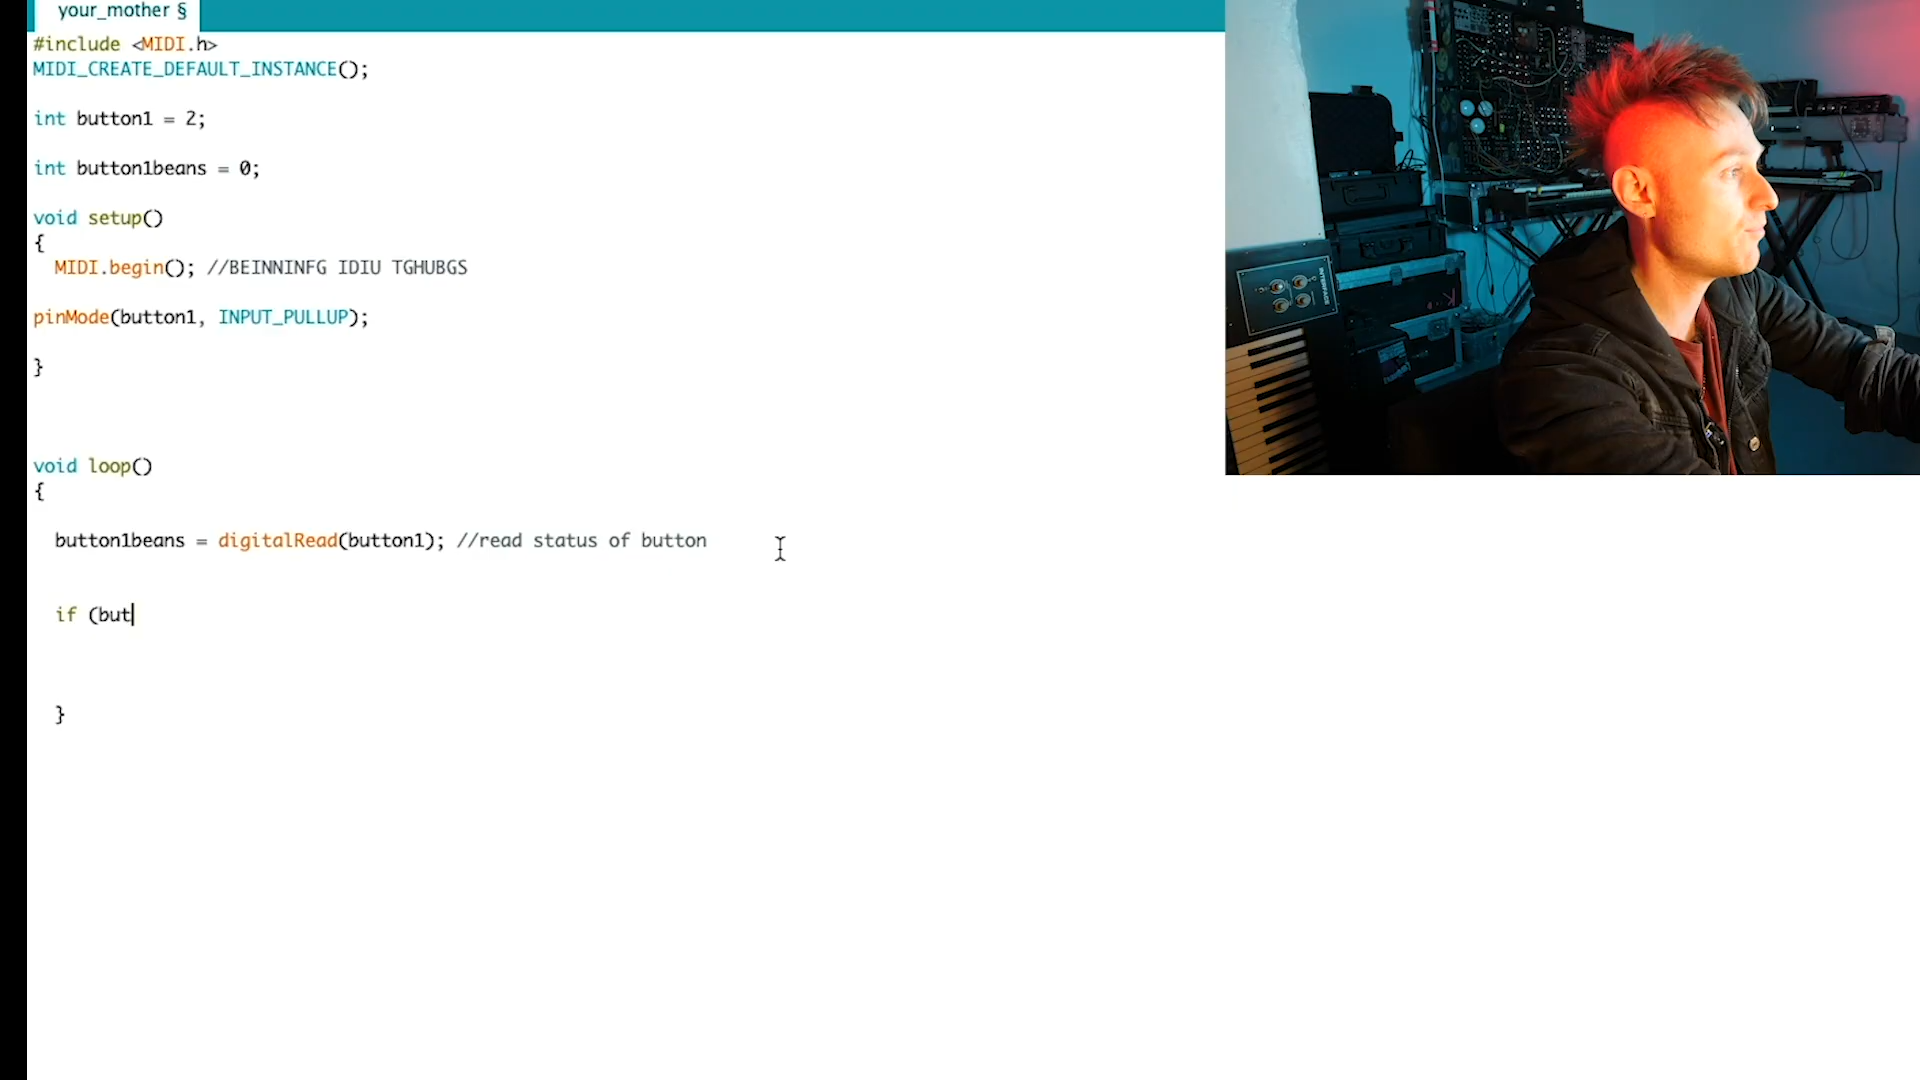 your_mother §
#include <MIDI.h>
MIDI_CREATE_DEFAULT_INSTANCE();
int button1 = 2;
int button1beans = 0;
void setup()
{
MIDI.begin(); //BEINNINFG IDIU TGHUBGS
pinMode(button1, INPUT_PULLUP);
}
void loop()
{
button1beans = digitalRead(button1); //read status of button
if (but
}
INTERFACE